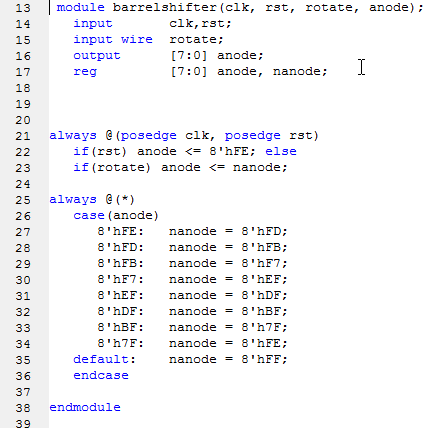 13 module barrelshifter(clk, rst, rotate, anode);
14 input clk,rst;
15 input wire rotate;
16 output [7:0] anode;
17 reg [7:0] anode, nanode;
18
19
20
21 always @(posedge clk, posedge rst)
22 if(rst) anode <= 8'hFE; else
23 if(rotate) anode <= nanode;
24
25 always @(*)
26 case(anode)
27 8'hFE: nanode = 8'hFD;
28 8'hFD: nanode = 8'hFB;
29 8'hFB: nanode = 8'hF7;
30 8'hF7: nanode = 8'hEF;
31 8'hEF: nanode = 8'hDF;
32 8'hDF: nanode = 8'hBF;
33 8'hBF: nanode = 8'h7F;
34 8'h7F: nanode = 8'hFE;
35 default: nanode = 8'hFF;
36 endcase
37
38 endmodule
39